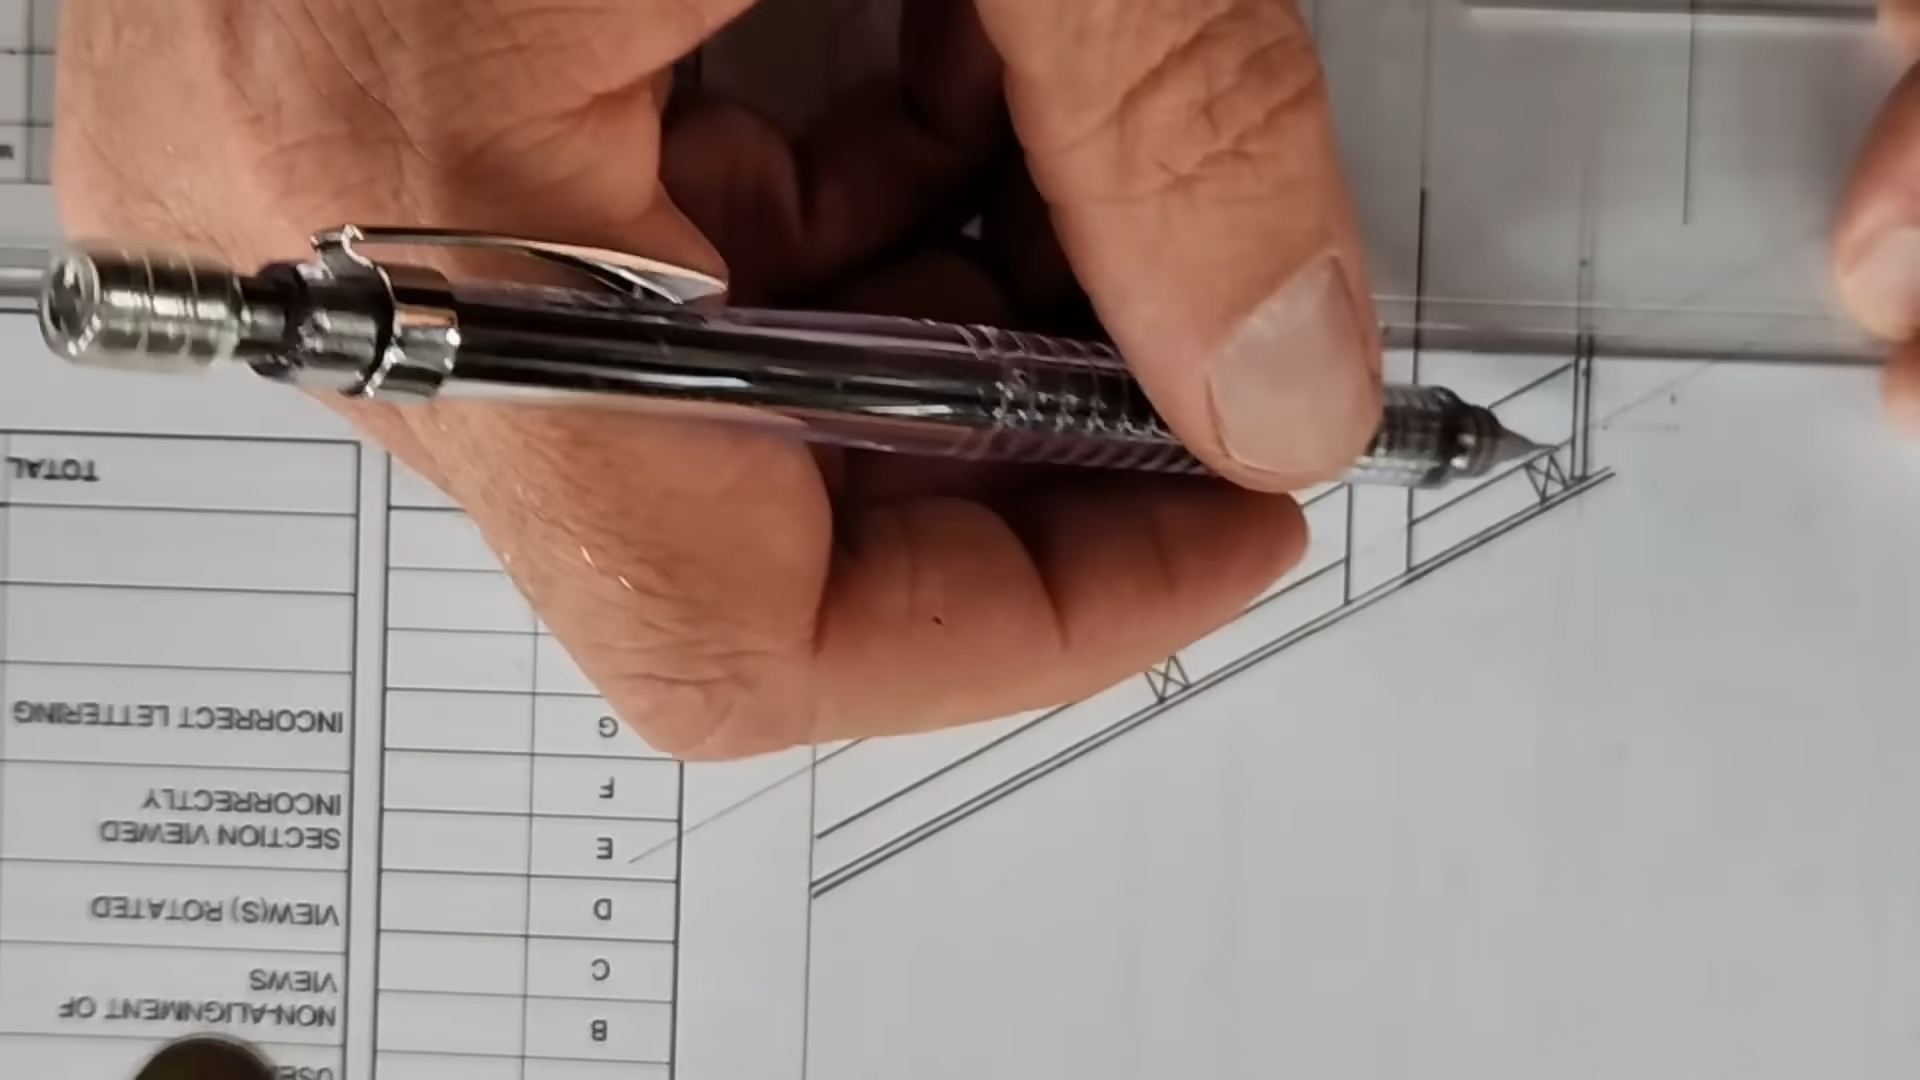 B
C
D
E
F
G
NON-ALIGNMENT OF
VIEWS
VIEW(S) ROTATED
SECTION VIEWED
INCORRECTLY
INCORRECT LETTERING
TOTAL